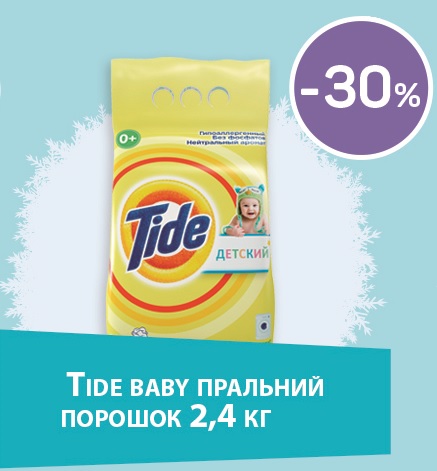 -30%
0+
Гипоаллергенный
Без фосфатов
Нейтральный аромат
Tide
ДЕТСКИЙ
TIDE BABY ПРАЛЬНИЙ
ПОРОШОК 2,4 КГ